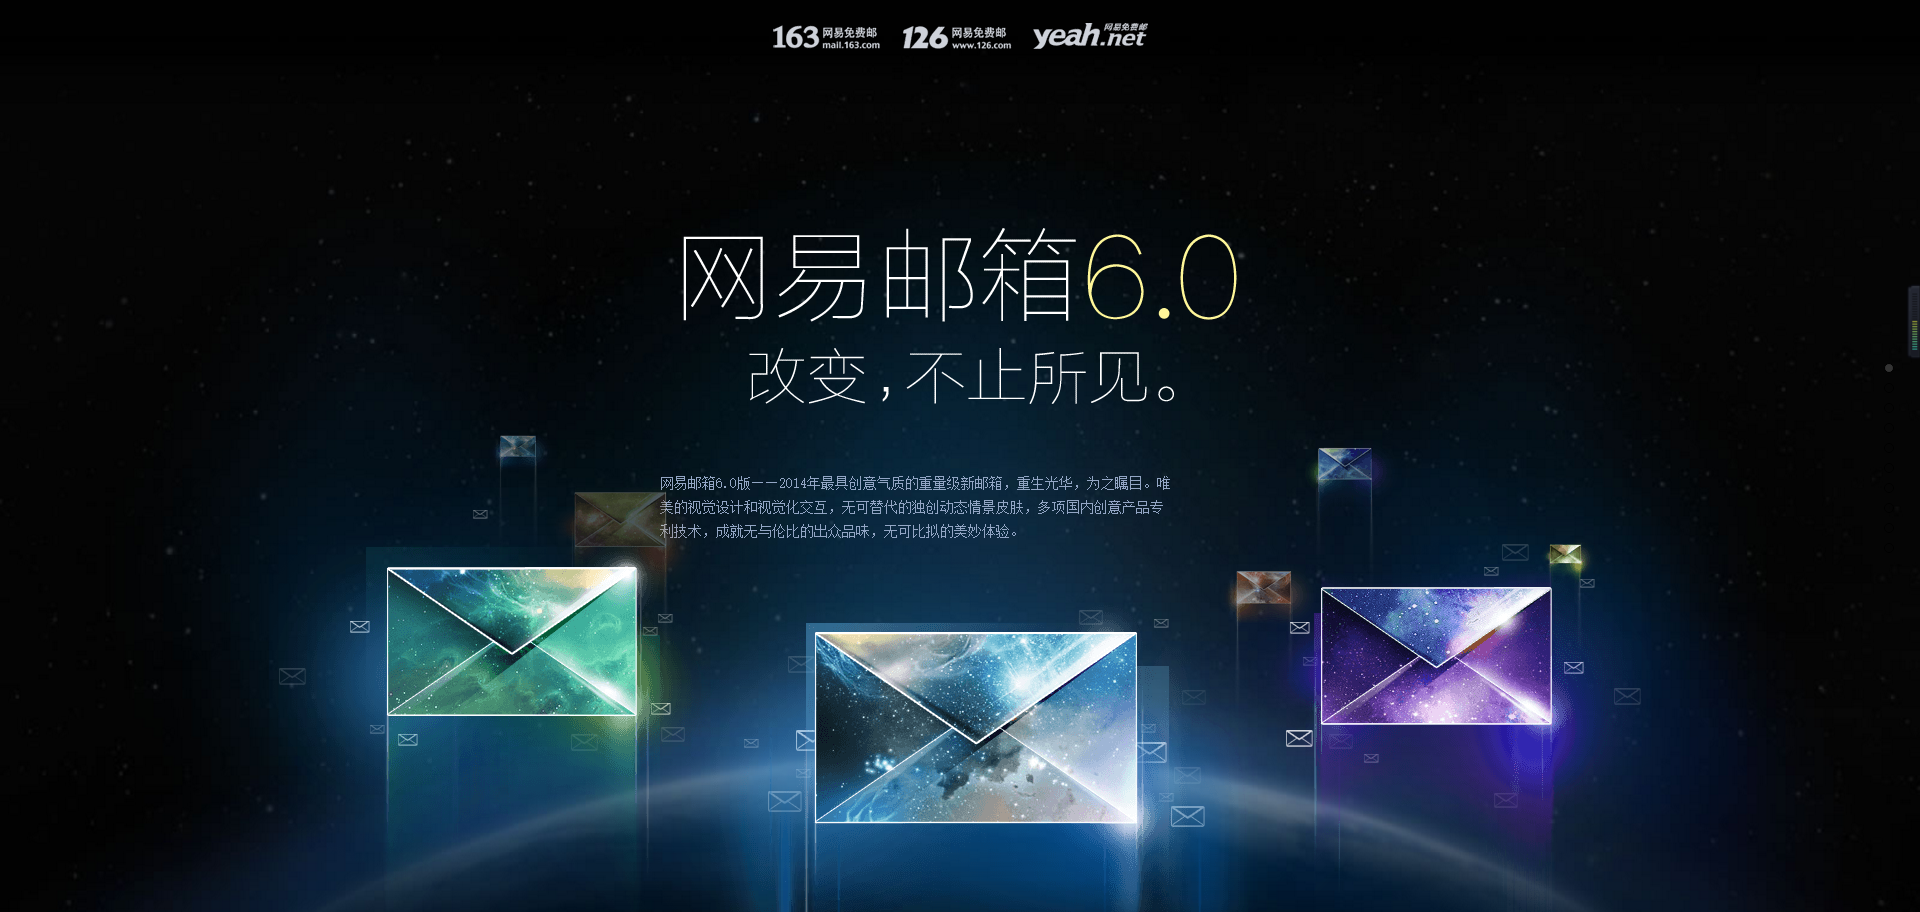 163 网易免费邮 mail.163.com
126 网易免费邮 www.126.com
yeah.net 网易免费邮
网易邮箱6.0
改变,不止所见。
网易邮箱6.0版——2014年最具创意气质的重量级新邮箱，重生光华，为之瞩目。唯
美的视觉设计和视觉化交互，无可替代的独创动态情景皮肤，多项国内创意产品专
利技术，成就无与伦比的出众品味，无可比拟的美妙体验。